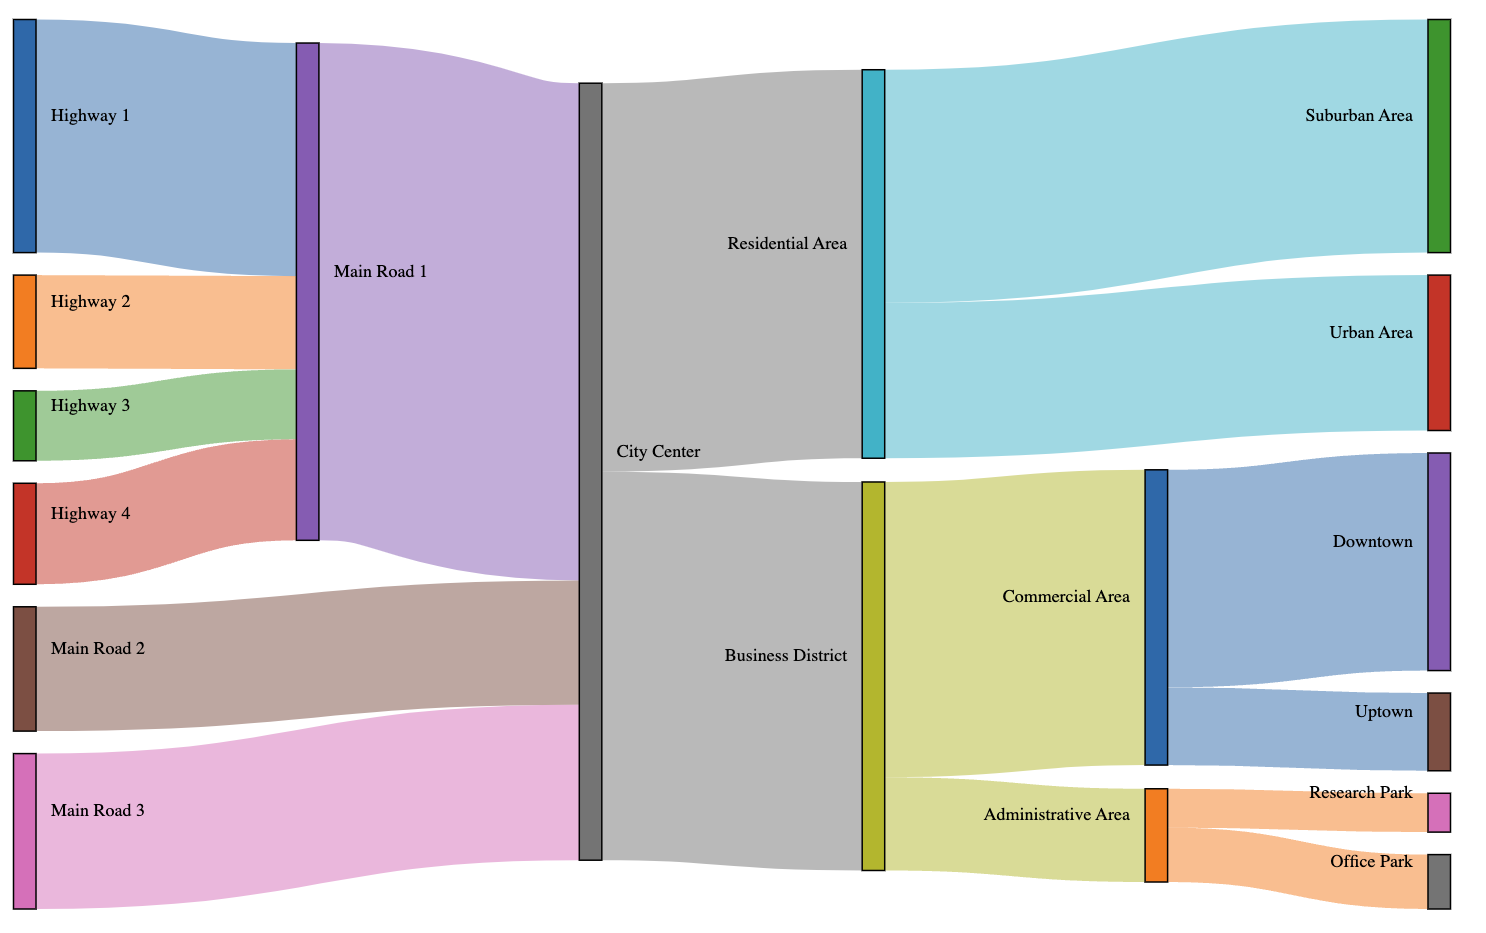 Highway 1
Highway 2
Highway 3
Highway 4
Main Road 2
Main Road 3
Main Road 1
City Center
Residential Area
Business District
Commercial Area
Administrative Area
Suburban Area
Urban Area
Downtown
Uptown
Research Park
Office Park